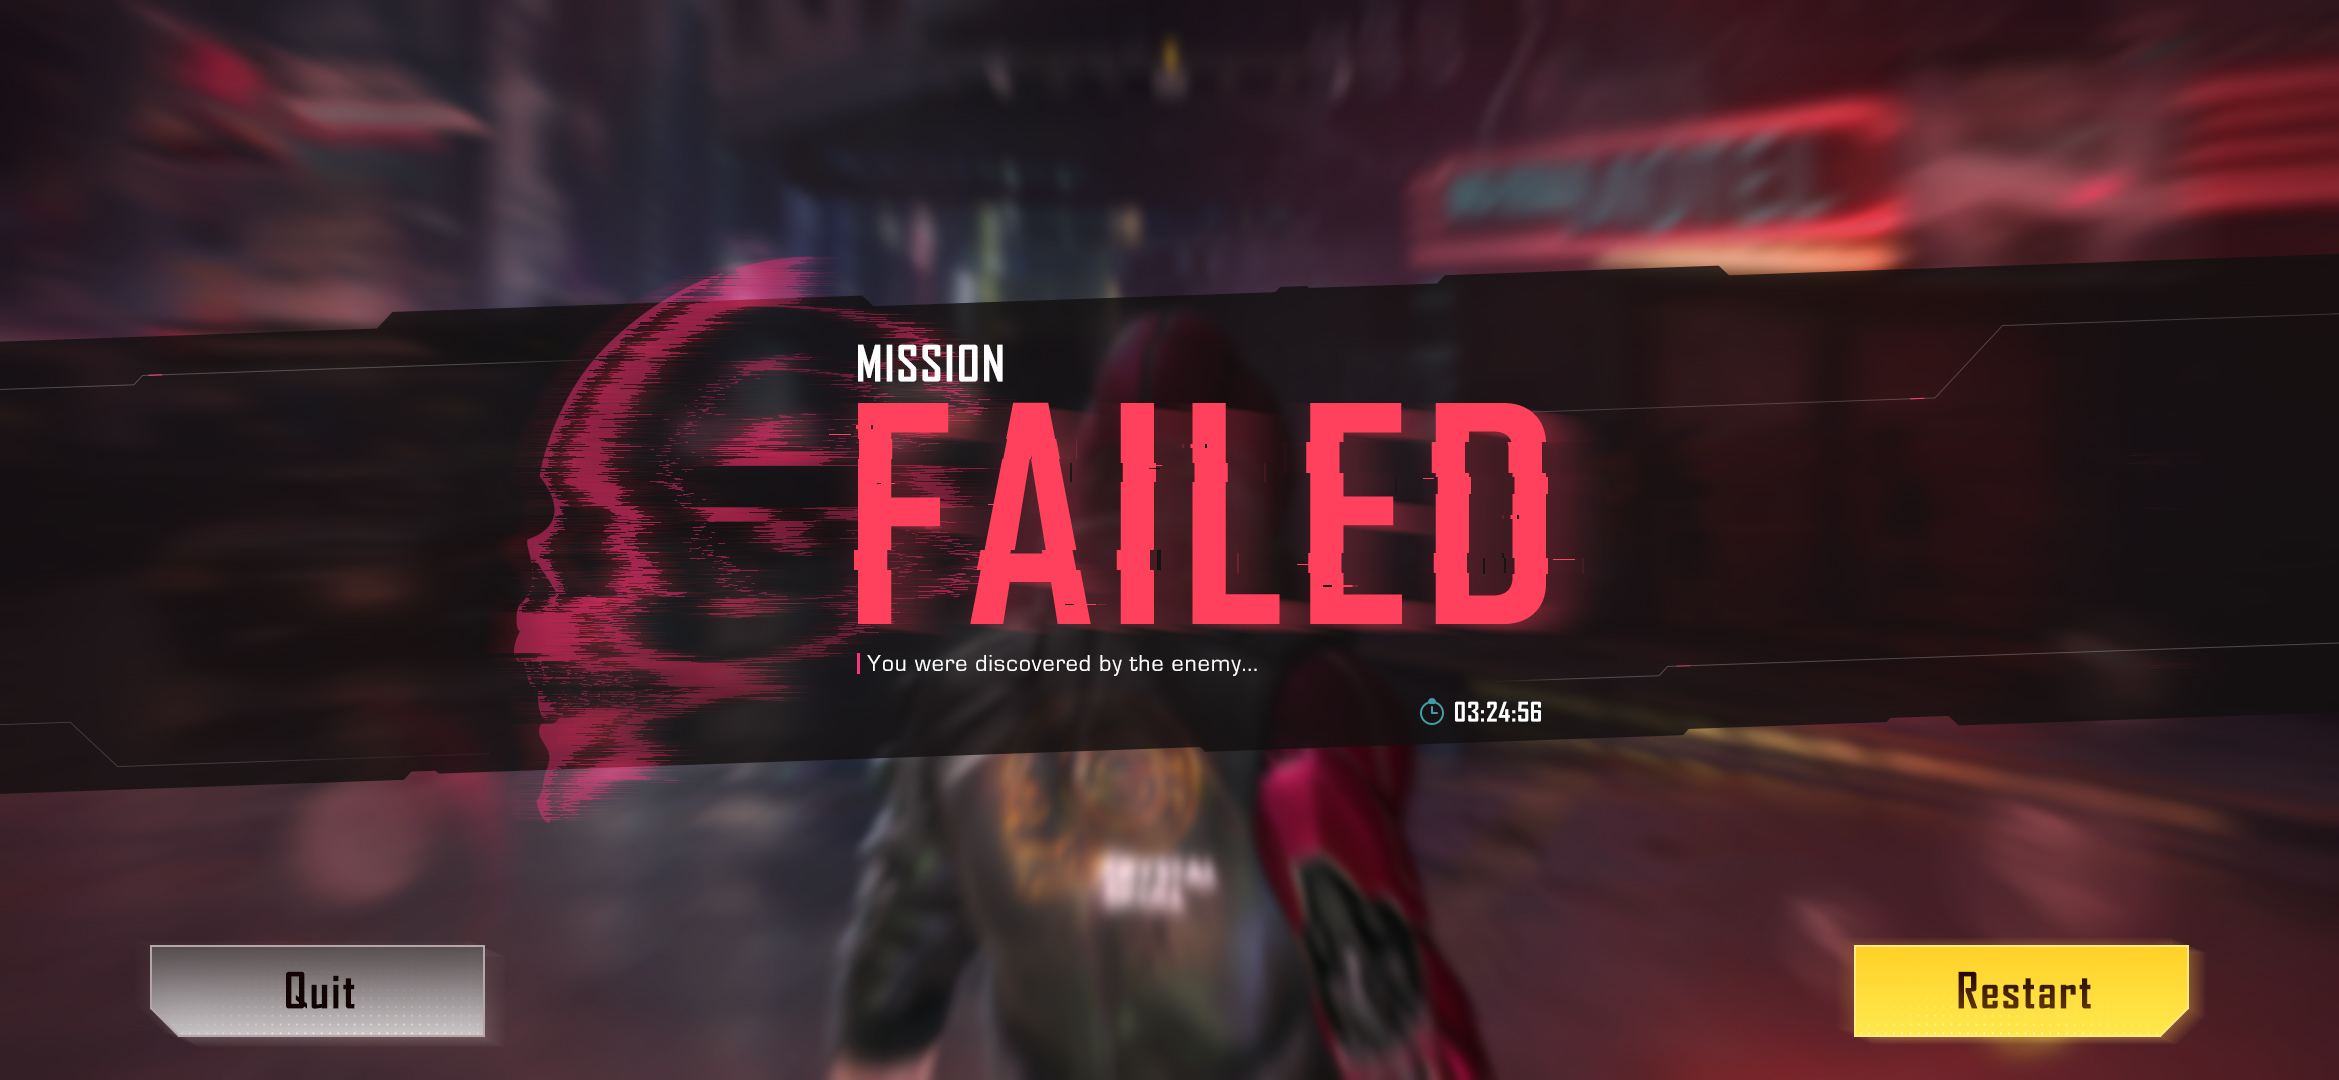 MISSION
FAILED
You were discovered by the enemy...
03:24:56
Quit
Restart